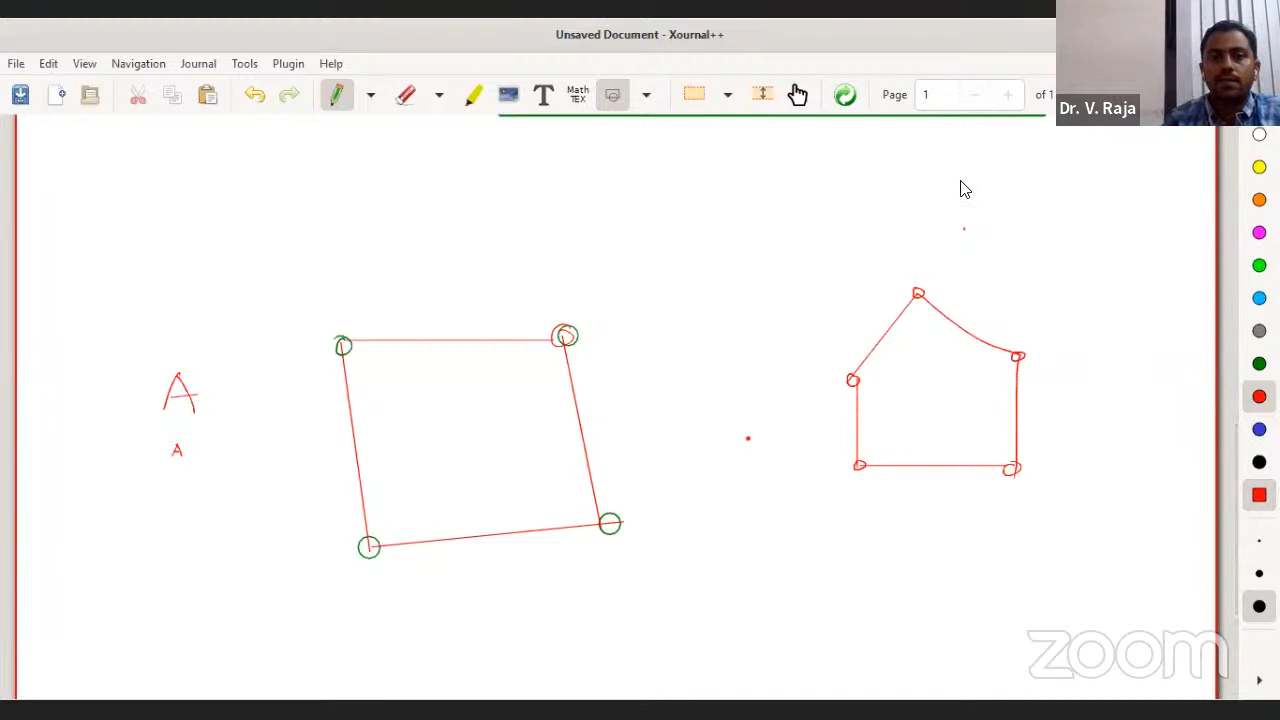 Unsaved Document - Xournal++
File Edit View Navigation Journal Tools Plugin Help
Math
TEX
Page 1 of 1
Dr. V. Raja
A
A
zoom